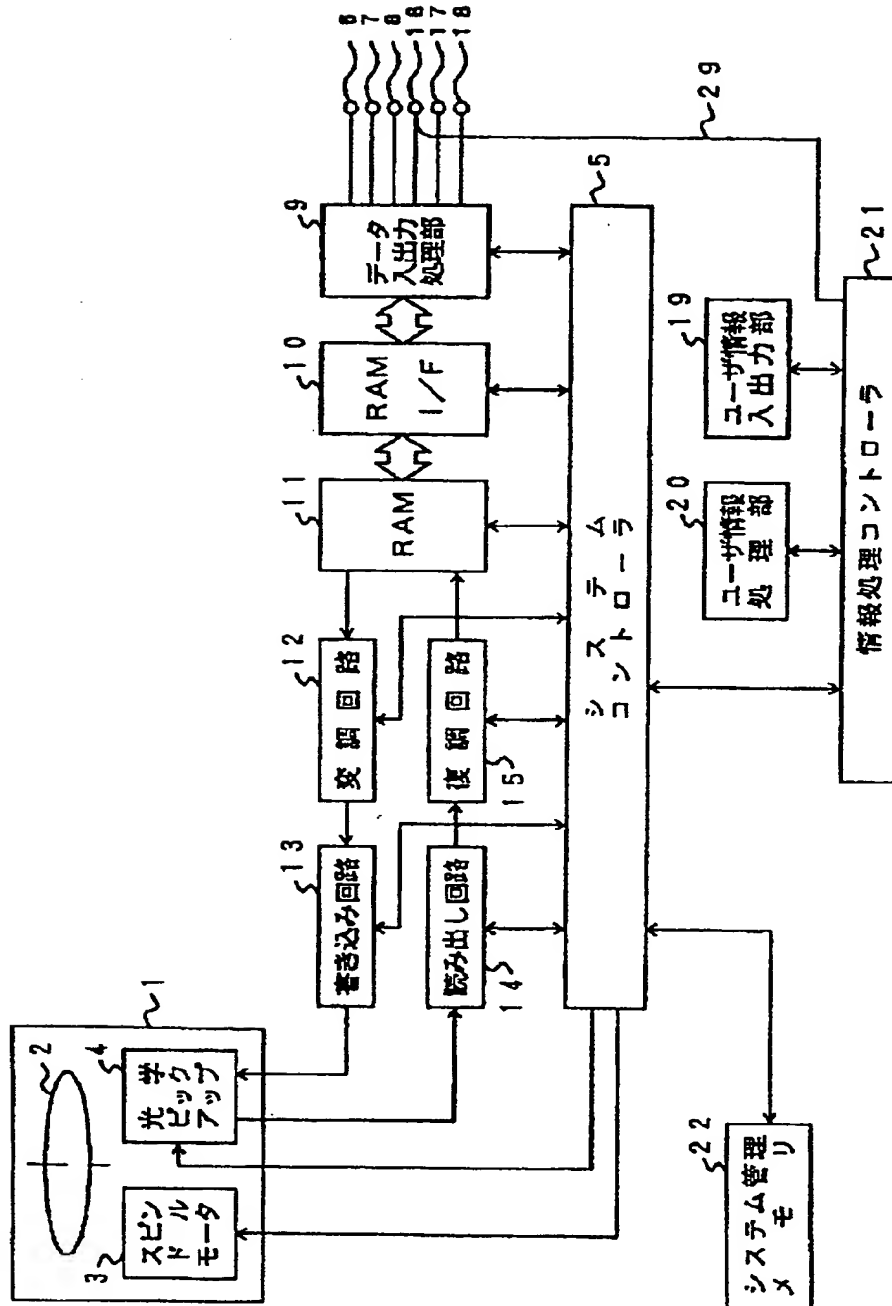 1
2
3
スピン
ドル
モータ
4
光学
ピック
アップ
13
書き込み回路
12
変調回路
14
読み出し回路
15
復調回路
11
RAM
10
RAM
I/F
9
データ
入出力
処理部
6
7
8
16
17
18
29
5
システム
コントローラ
22
システム管理
メモリ
20
ユーザ情報
処理部
19
ユーザ情報
入出力部
21
情報処理コントローラ